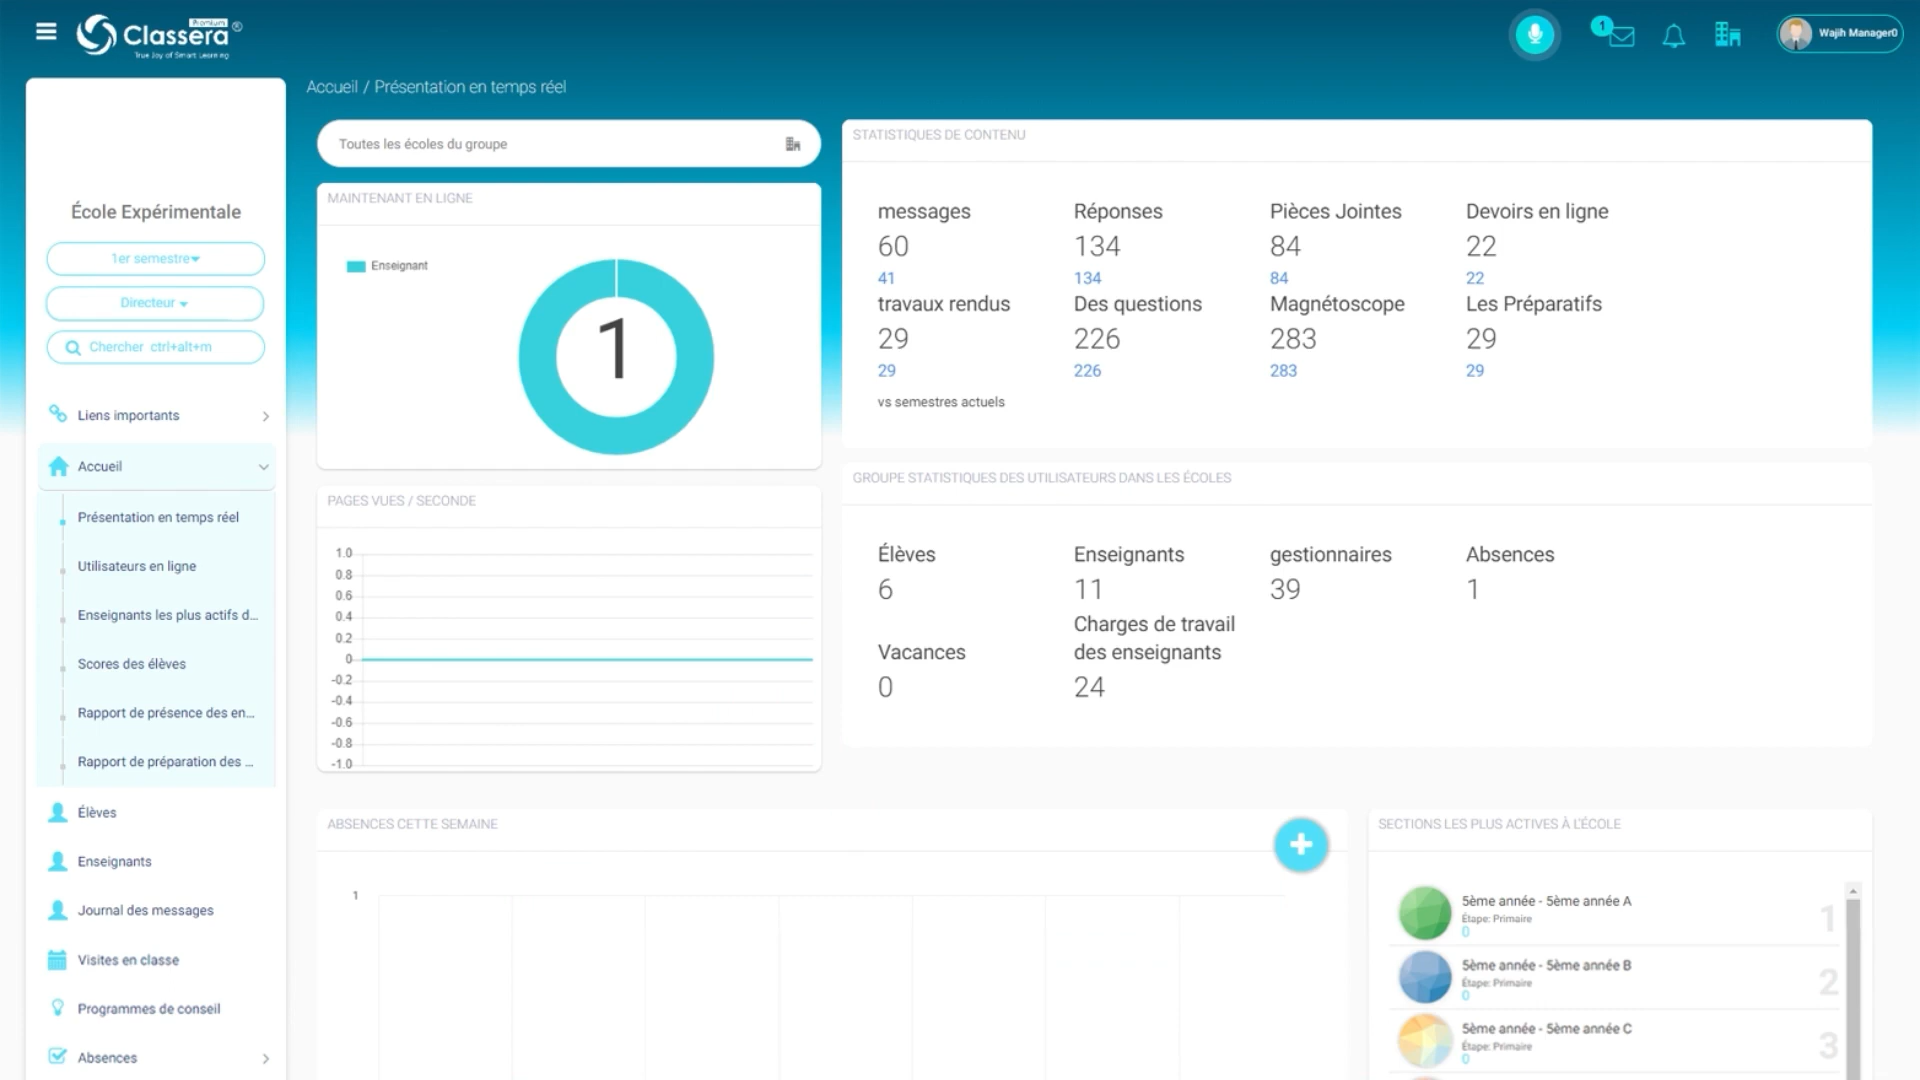 Premium
Classera®
True Joy of Smart Learning
1
Wajih Manager0
Accueil / Présentation en temps réel
École Expérimentale
1er semestre
Directeur
Chercher ctrl+alt+m
Liens importants
Accueil
Présentation en temps réel
Utilisateurs en ligne
Enseignants les plus actifs d...
Scores des élèves
Rapport de présence des en...
Rapport de préparation des ...
Élèves
Enseignants
Journal des messages
Visites en classe
Programmes de conseil
Absences
Toutes les écoles du groupe
MAINTENANT EN LIGNE
Enseignant
1
PAGES VUES / SECONDE
1.0
0.8
0.6
0.4
0.2
0
-0.2
-0.4
-0.6
-0.8
-1.0
STATISTIQUES DE CONTENU
messages Réponses Pièces Jointes Devoirs en ligne
60 134 84 22
41 134 84 22
travaux rendus Des questions Magnétoscope Les Préparatifs
29 226 283 29
29 226 283 29
vs semestres actuels
GROUPE STATISTIQUES DES UTILISATEURS DANS LES ÉCOLES
Élèves Enseignants gestionnaires Absences
6 11 39 1
Vacances Charges de travail
des enseignants
0 24
ABSENCES CETTE SEMAINE
1
SECTIONS LES PLUS ACTIVES À L'ÉCOLE
5ème année - 5ème année A
Étape: Primaire
0
1
5ème année - 5ème année B
Étape: Primaire
0
2
5ème année - 5ème année C
Étape: Primaire
0
3